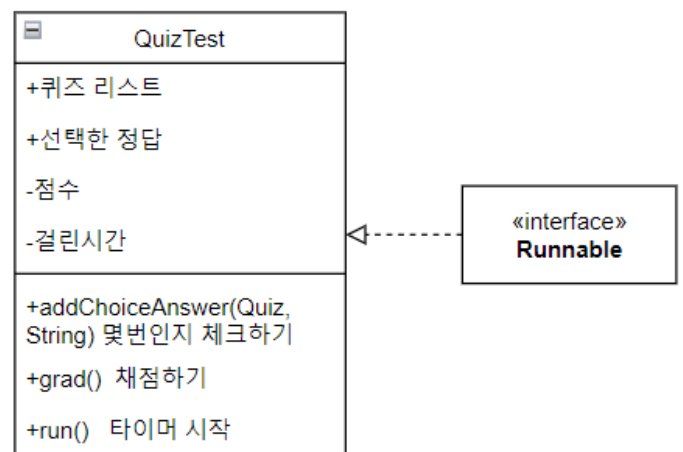 QuizTest
+퀴즈 리스트
+선택한 정답
-점수
-걸린시간
+addChoiceAnswer(Quiz,
String) 몇번인지 체크하기
+grad() 채점하기
+run() 타이머 시작
«interface»
Runnable